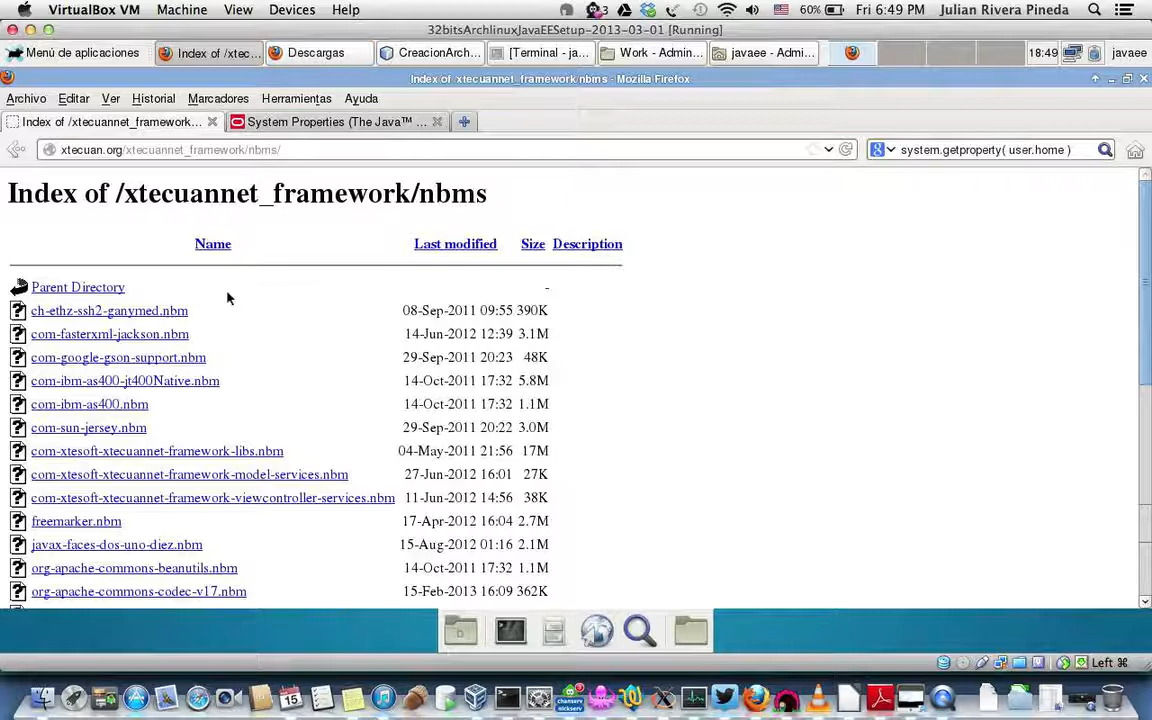 VirtualBox VM Machine View Devices Help 3 60% Fri 6:49 PM Julian Rivera Pineda
32bitsArchlinuxJavaEESetup-2013-03-01 [Running]
Menú de aplicaciones Index of /xtec... Descargas CreacionArch... [Terminal - ja... Work - Admin... javaee - Admi... 18:49 javaee
Index of /xtecuannet_framework/nbms - Mozilla Firefox
Archivo Editar Ver Historial Marcadores Herramientas Ayuda
Index of /xtecuannet_framework... System Properties (The Java™ ...
xtecuan.org/xtecuannet_framework/nbms/ system.getproperty( user.home )
Index of /xtecuannet_framework/nbms
Name Last modified Size Description
Parent Directory -
ch-ethz-ssh2-ganymed.nbm 08-Sep-2011 09:55 390K
com-fasterxml-jackson.nbm 14-Jun-2012 12:39 3.1M
com-google-gson-support.nbm 29-Sep-2011 20:23 48K
com-ibm-as400-jt400Native.nbm 14-Oct-2011 17:32 5.8M
com-ibm-as400.nbm 14-Oct-2011 17:32 1.1M
com-sun-jersey.nbm 29-Sep-2011 20:22 3.0M
com-xtesoft-xtecuannet-framework-libs.nbm 04-May-2011 21:56 17M
com-xtesoft-xtecuannet-framework-model-services.nbm 27-Jun-2012 16:01 27K
com-xtesoft-xtecuannet-framework-viewcontroller-services.nbm 11-Jun-2012 14:56 38K
freemarker.nbm 17-Apr-2012 16:04 2.7M
javax-faces-dos-uno-diez.nbm 15-Aug-2012 01:16 2.1M
org-apache-commons-beanutils.nbm 14-Oct-2011 17:32 1.1M
org-apache-commons-codec-v17.nbm 15-Feb-2013 16:09 362K
Left ⌘
15 chanserv nickserv